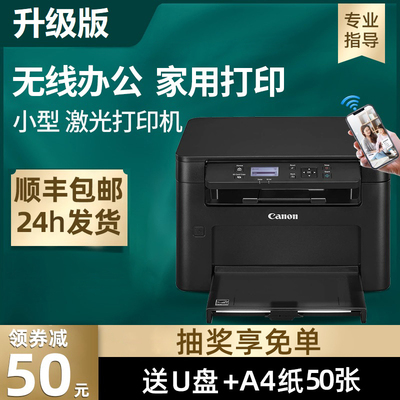 升级版
专业
指导
无线办公 家用打印
小型 激光打印机
顺丰包邮
24h发货
Canon
领券减
50元
抽奖享免单
送U盘+A4纸50张